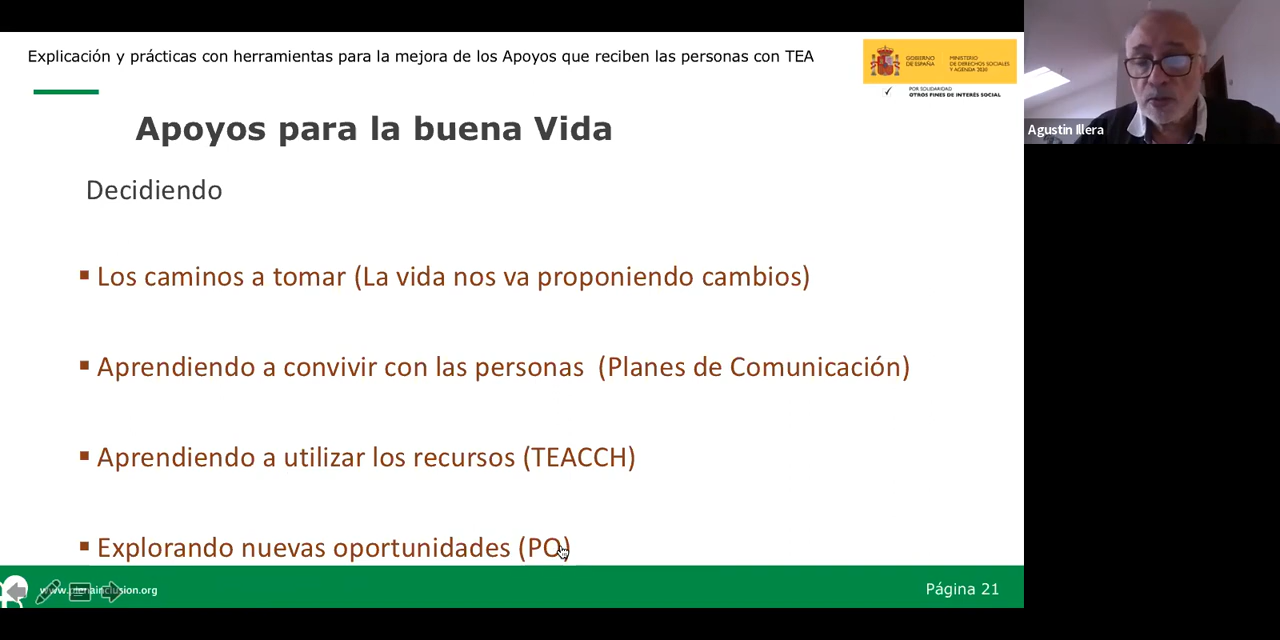 Explicación y prácticas con herramientas para la mejora de los Apoyos que reciben las personas con TEA
GOBIERNO DE ESPAÑA
MINISTERIO DE DERECHOS SOCIALES Y AGENDA 2030
POR SOLIDARIDAD
OTROS FINES DE INTERÉS SOCIAL
Agustin Illera
Apoyos para la buena Vida
Decidiendo
▪ Los caminos a tomar (La vida nos va proponiendo cambios)
▪ Aprendiendo a convivir con las personas (Planes de Comunicación)
▪ Aprendiendo a utilizar los recursos (TEACCH)
▪ Explorando nuevas oportunidades (PO)
www.plenainclusion.org
Página 21